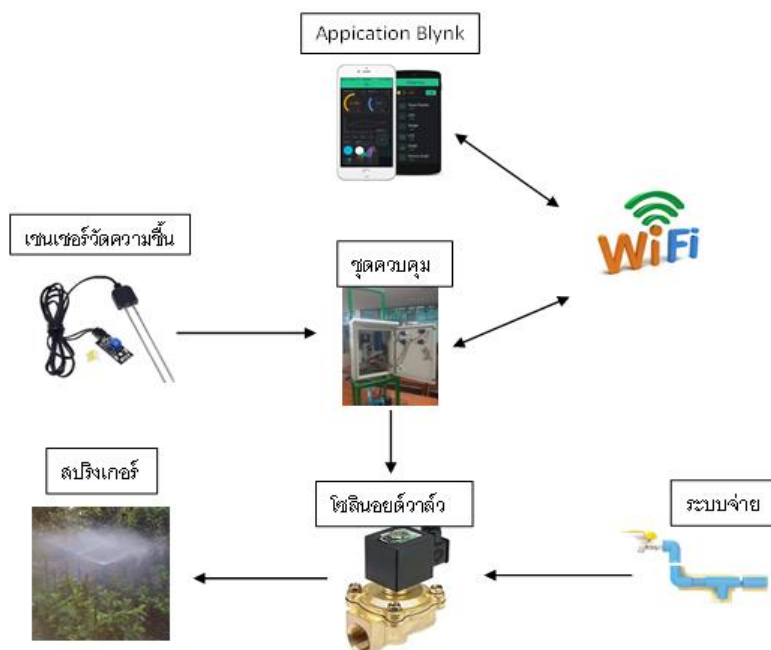 Appication Blynk
WiFi
เซนเซอร์วัดความชื้น
ชุดควบคุม
สปริงเกอร์
โซลินอยด์วาล์ว
ระบบจ่าย